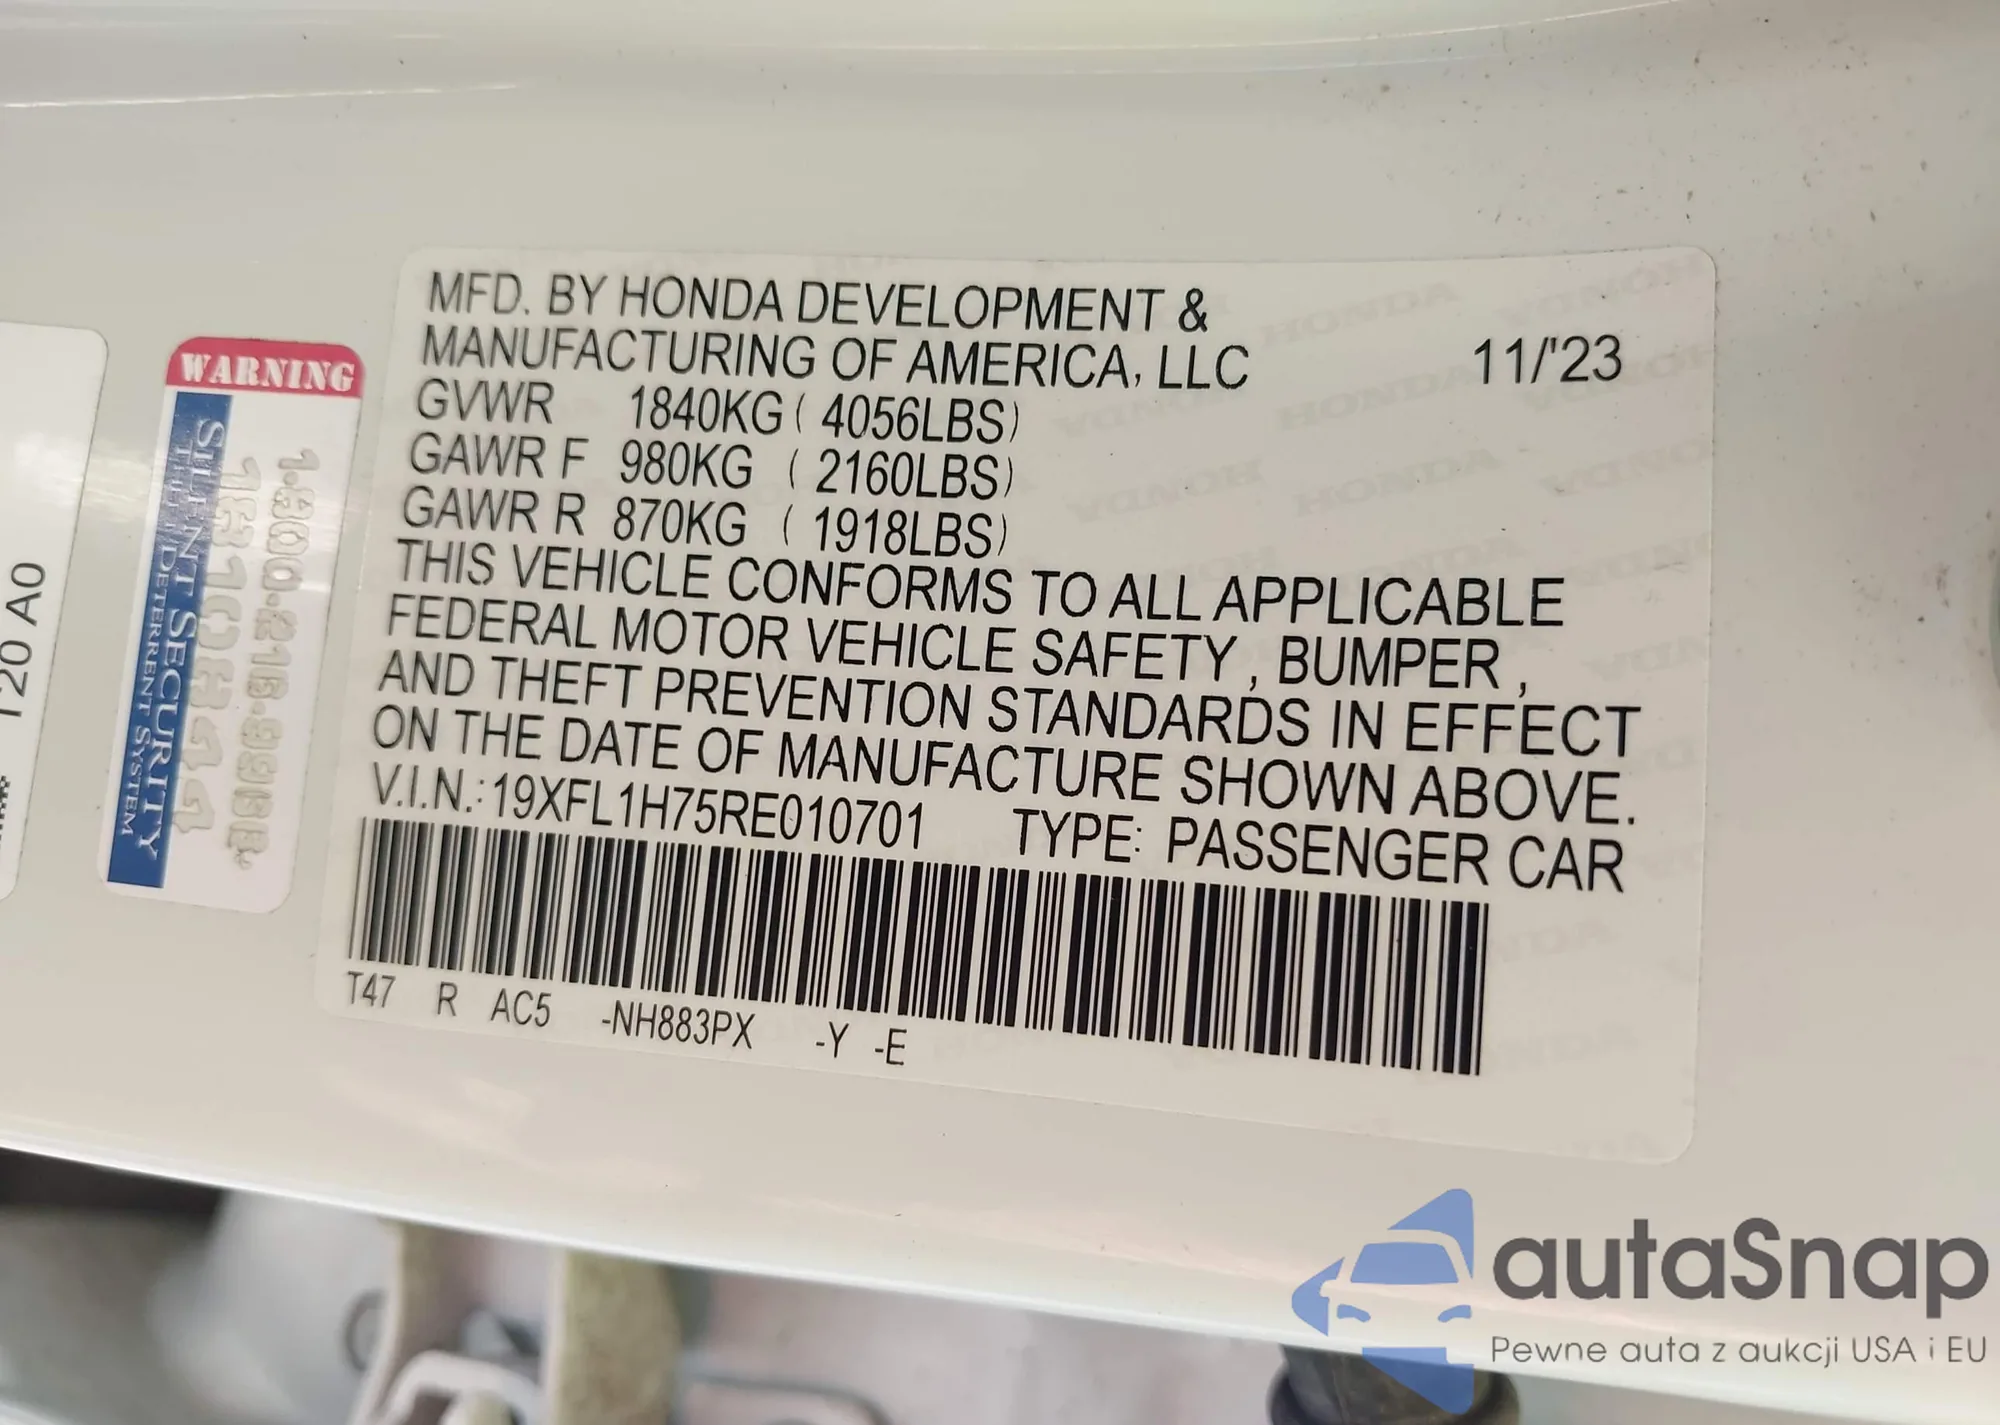 MFD. BY HONDA DEVELOPMENT &
MANUFACTURING OF AMERICA, LLC 11/'23
GVWR 1840KG ( 4056LBS)
GAWR F 980KG ( 2160LBS)
GAWR R 870KG ( 1918LBS)
THIS VEHICLE CONFORMS TO ALL APPLICABLE
FEDERAL MOTOR VEHICLE SAFETY , BUMPER ,
AND THEFT PREVENTION STANDARDS IN EFFECT
ON THE DATE OF MANUFACTURE SHOWN ABOVE.
V.I.N.: 19XFL1H75RE010701 TYPE: PASSENGER CAR
T47 R AC5 -NH883PX -Y -E
WARNING
SILENT SECURITY
THEFT DETERRENT SYSTEM
T20 A0
autaSnap
Pewne auta z aukcji USA i EU